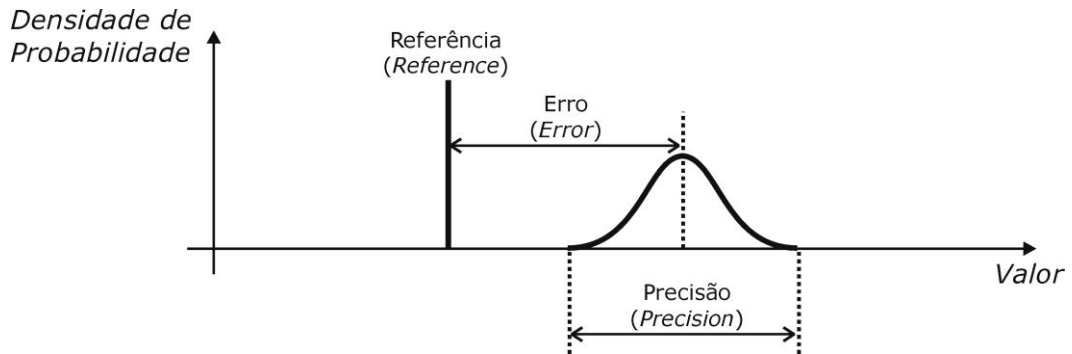 Densidade de
Probabilidade
Referência
(Reference)
Erro
(Error)
Valor
Precisão
(Precision)